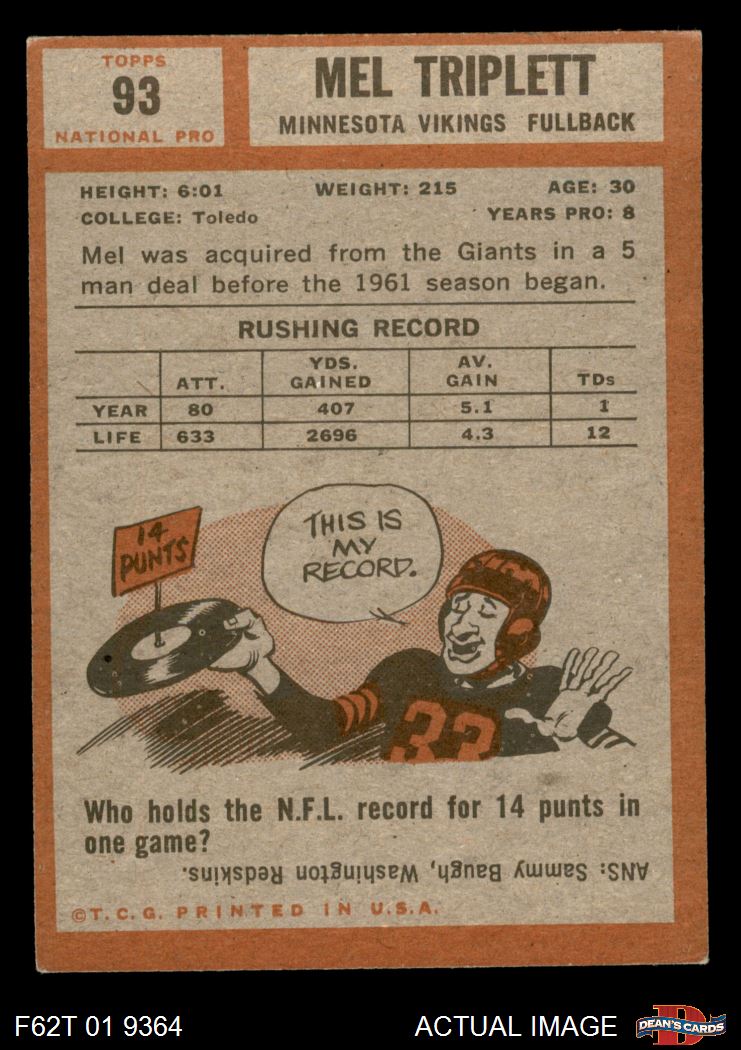 TOPPS
93
NATIONAL PRO
MEL TRIPLETT
MINNESOTA VIKINGS FULLBACK
HEIGHT: 6:01 WEIGHT: 215 AGE: 30
COLLEGE: Toledo YEARS PRO: 8
Mel was acquired from the Giants in a 5
man deal before the 1961 season began.
RUSHING RECORD
ATT. YDS. GAINED AV. GAIN TDs
YEAR 80 407 5.1 1
LIFE 633 2696 4.3 12
14
PUNTS
THIS IS
MY
RECORD.
33
Who holds the N.F.L. record for 14 punts in
one game?
ANS: Sammy Baugh, Washington Redskins.
©T.C.G. PRINTED IN U.S.A.
F62T 01 9364 ACTUAL IMAGE DEAN'S CARDS